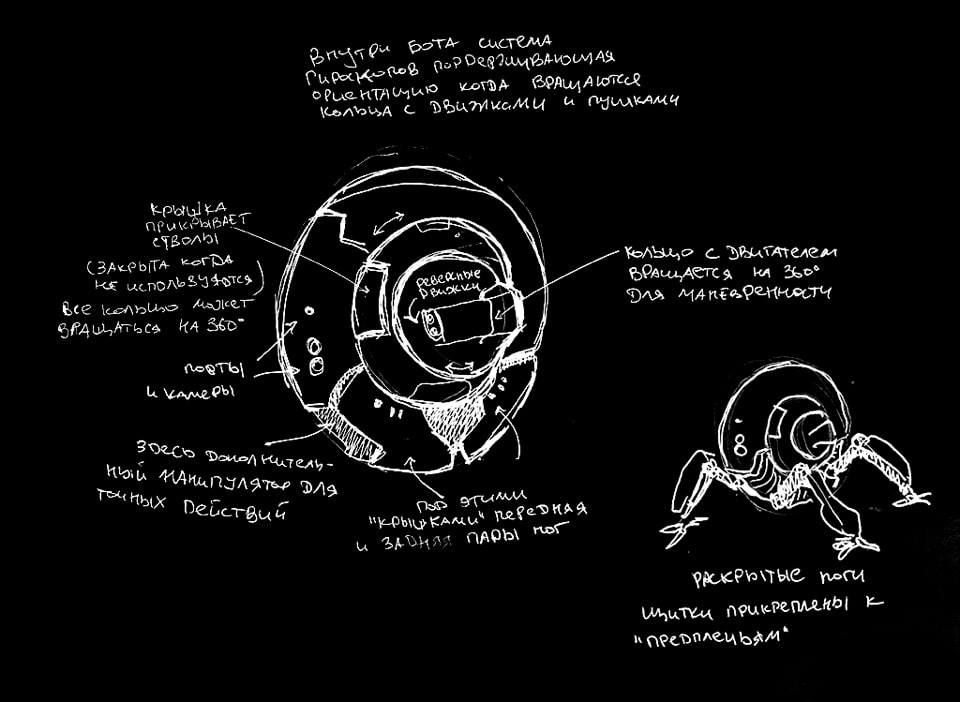 Внутри бота система
гироскопов поддерживающая
ориентацию когда вращаются
кольца с движками и пушками
крышка
прикрывает
стволы
(закрыта когда
не используются)
все кольцо может
вращаться на 360°
порты
и камеры
реверсные
движки
кольцо с двигателем
вращается на 360°
для маневренности
здесь дополнитель-
ный манипулятор для
точных действий
под этими
"крышками" передняя
и задняя пары ног
раскрытые ноги
щитки прикреплены к
"предплечьям"